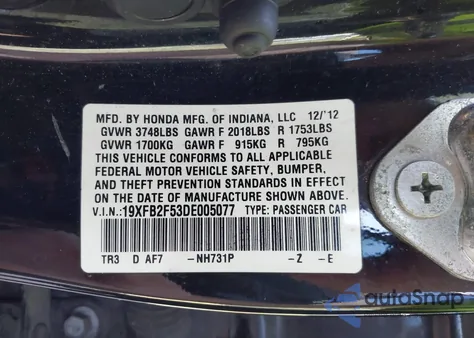 MFD. BY HONDA MFG. OF INDIANA, LLC 12/'12
GVWR 3748LBS GAWR F 2018LBS R 1753LBS
GVWR 1700KG GAWR F 915KG R 795KG
THIS VEHICLE CONFORMS TO ALL APPLICABLE
FEDERAL MOTOR VEHICLE SAFETY, BUMPER,
AND THEFT PREVENTION STANDARDS IN EFFECT
ON THE DATE OF MANUFACTURE SHOWN ABOVE.
V.I.N.:19XFB2F53DE005077 TYPE: PASSENGER CAR
TR3 D AF7 -NH731P -Z -E
autoSnap